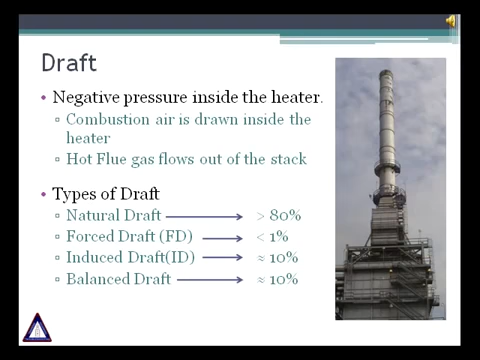 Draft
• Negative pressure inside the heater.
▫ Combustion air is drawn inside the
heater
▫ Hot Flue gas flows out of the stack
• Types of Draft
▫ Natural Draft > 80%
▫ Forced Draft (FD) < 1%
▫ Induced Draft(ID) ≈ 10%
▫ Balanced Draft ≈ 10%